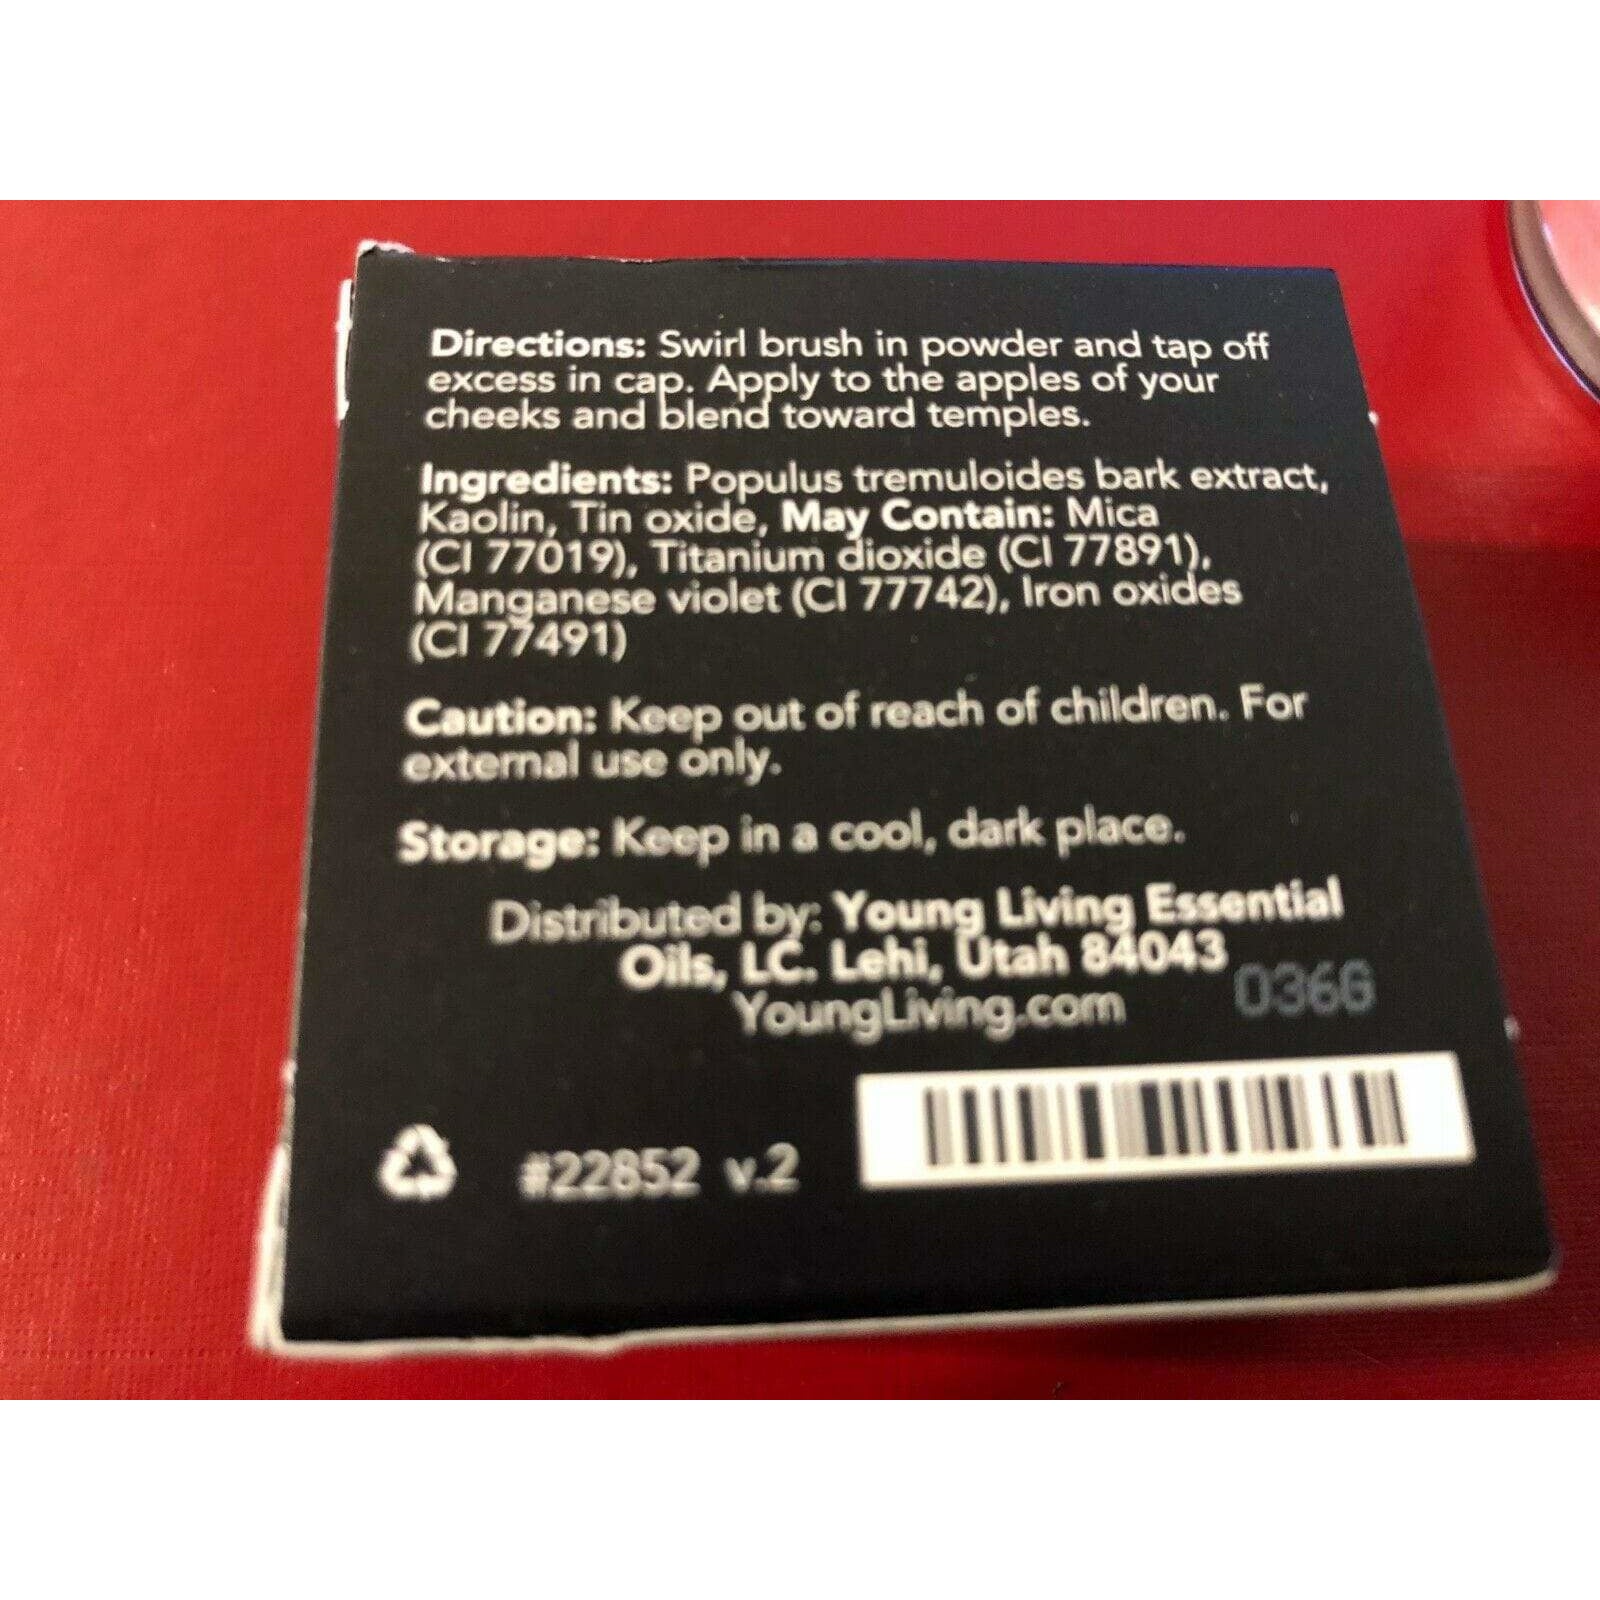 Directions: Swirl brush in powder and tap off
excess in cap. Apply to the apples of your
cheeks and blend toward temples.
Ingredients: Populus tremuloides bark extract,
Kaolin, Tin oxide, May Contain: Mica
(CI 77019), Titanium dioxide (CI 77891),
Manganese violet (CI 77742), Iron oxides
(CI 77491)
Caution: Keep out of reach of children. For
external use only.
Storage: Keep in a cool, dark place.
Distributed by: Young Living Essential
Oils, LC. Lehi, Utah 84043
YoungLiving.com
036G
#22852 v.2